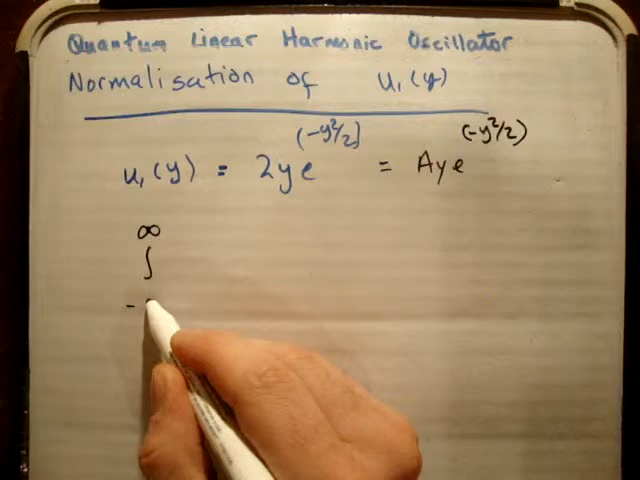 Quantum Linear Harmonic Oscillator
Normalisation of u₁(y)
u₁(y) = 2ye^(-y²/2) = Aye^(-y²/2)
∞
∫
-